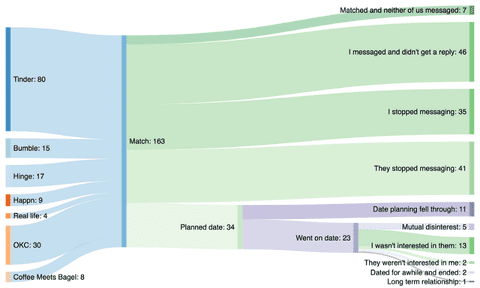 Matched and neither of us messaged: 7
Tinder: 80
I messaged and didn't get a reply: 46
I stopped messaging: 35
Match: 163
Bumble: 15
Hinge: 17
They stopped messaging: 41
Happn: 9
Real life: 4
Date planning fell through: 11
Planned date: 34
Mutual disinterest: 5
OKC: 30
Went on date: 23
I wasn't interested in them: 13
They weren't interested in me: 2
Dated for awhile and ended: 2
Coffee Meets Bagel: 8
Long term relationship: 1